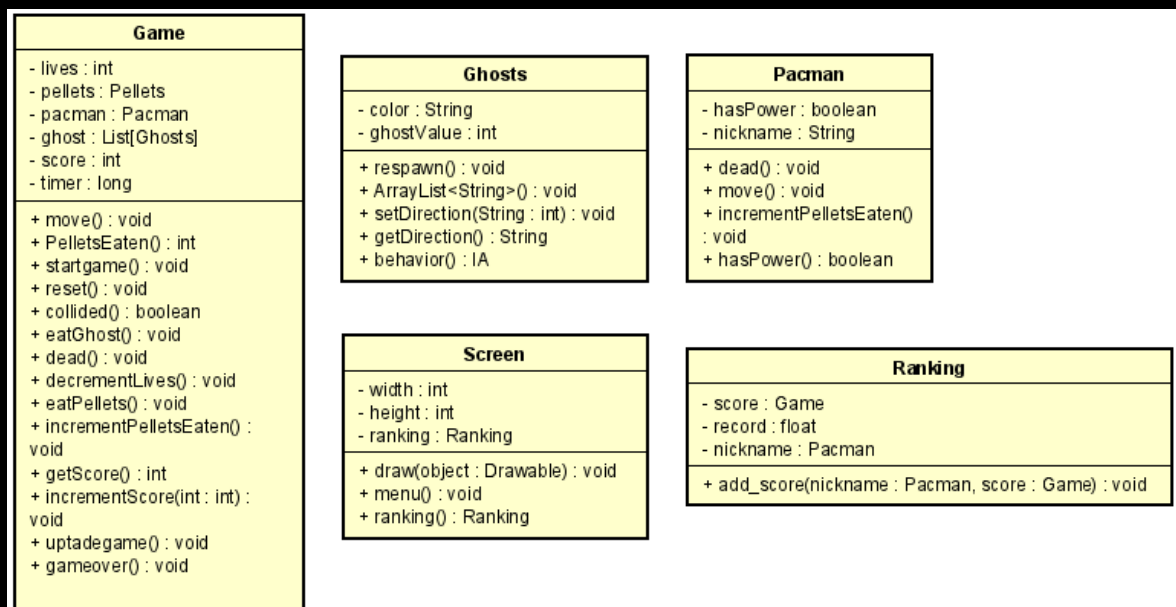 Game
- lives : int
- pellets : Pellets
- pacman : Pacman
- ghost : List[Ghosts]
- score : int
- timer : long
+ move() : void
+ PelletsEaten() : int
+ startgame() : void
+ reset() : void
+ collided() : boolean
+ eatGhost() : void
+ dead() : void
+ decrementLives() : void
+ eatPellets() : void
+ incrementPelletsEaten() :
void
+ getScore() : int
+ incrementScore(int : int) :
void
+ uptadegame() : void
+ gameover() : void
Ghosts
- color : String
- ghostValue : int
+ respawn() : void
+ ArrayList<String>() : void
+ setDirection(String : int) : void
+ getDirection() : String
+ behavior() : IA
Pacman
- hasPower : boolean
- nickname : String
+ dead() : void
+ move() : void
+ incrementPelletsEaten()
: void
+ hasPower() : boolean
Screen
- width : int
- height : int
- ranking : Ranking
+ draw(object : Drawable) : void
+ menu() : void
+ ranking() : Ranking
Ranking
- score : Game
- record : float
- nickname : Pacman
+ add_score(nickname : Pacman, score : Game) : void